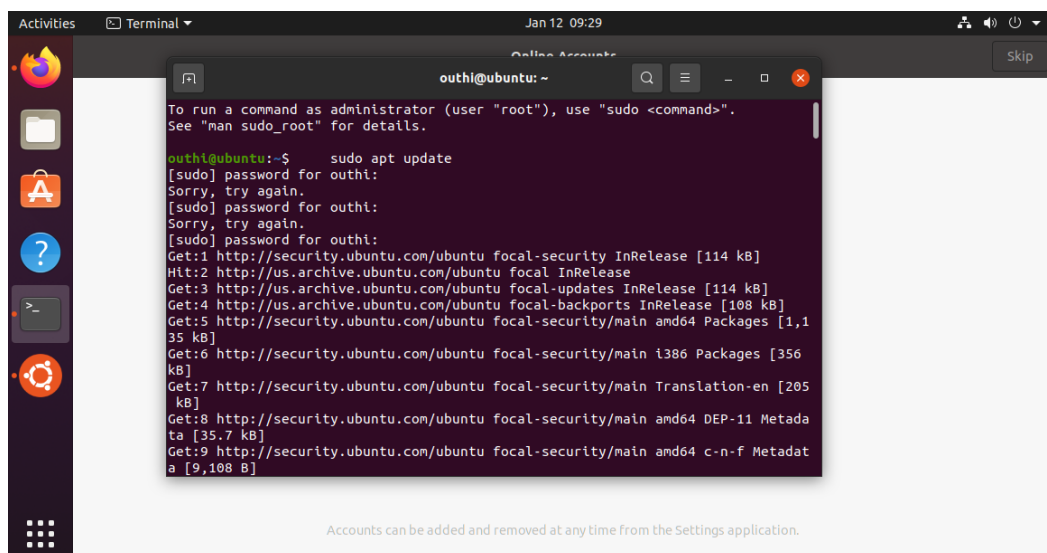 Activities Terminal Jan 12 09:29
Online Accounts Skip
outhi@ubuntu: ~
To run a command as administrator (user "root"), use "sudo <command>".
See "man sudo_root" for details.
outhi@ubuntu:~$ sudo apt update
[sudo] password for outhi:
Sorry, try again.
[sudo] password for outhi:
Sorry, try again.
[sudo] password for outhi:
Get:1 http://security.ubuntu.com/ubuntu focal-security InRelease [114 kB]
Hit:2 http://us.archive.ubuntu.com/ubuntu focal InRelease
Get:3 http://us.archive.ubuntu.com/ubuntu focal-updates InRelease [114 kB]
Get:4 http://us.archive.ubuntu.com/ubuntu focal-backports InRelease [108 kB]
Get:5 http://security.ubuntu.com/ubuntu focal-security/main amd64 Packages [1,1
35 kB]
Get:6 http://security.ubuntu.com/ubuntu focal-security/main i386 Packages [356
kB]
Get:7 http://security.ubuntu.com/ubuntu focal-security/main Translation-en [205
kB]
Get:8 http://security.ubuntu.com/ubuntu focal-security/main amd64 DEP-11 Metada
ta [35.7 kB]
Get:9 http://security.ubuntu.com/ubuntu focal-security/main amd64 c-n-f Metadat
a [9,108 B]
Accounts can be added and removed at any time from the Settings application.